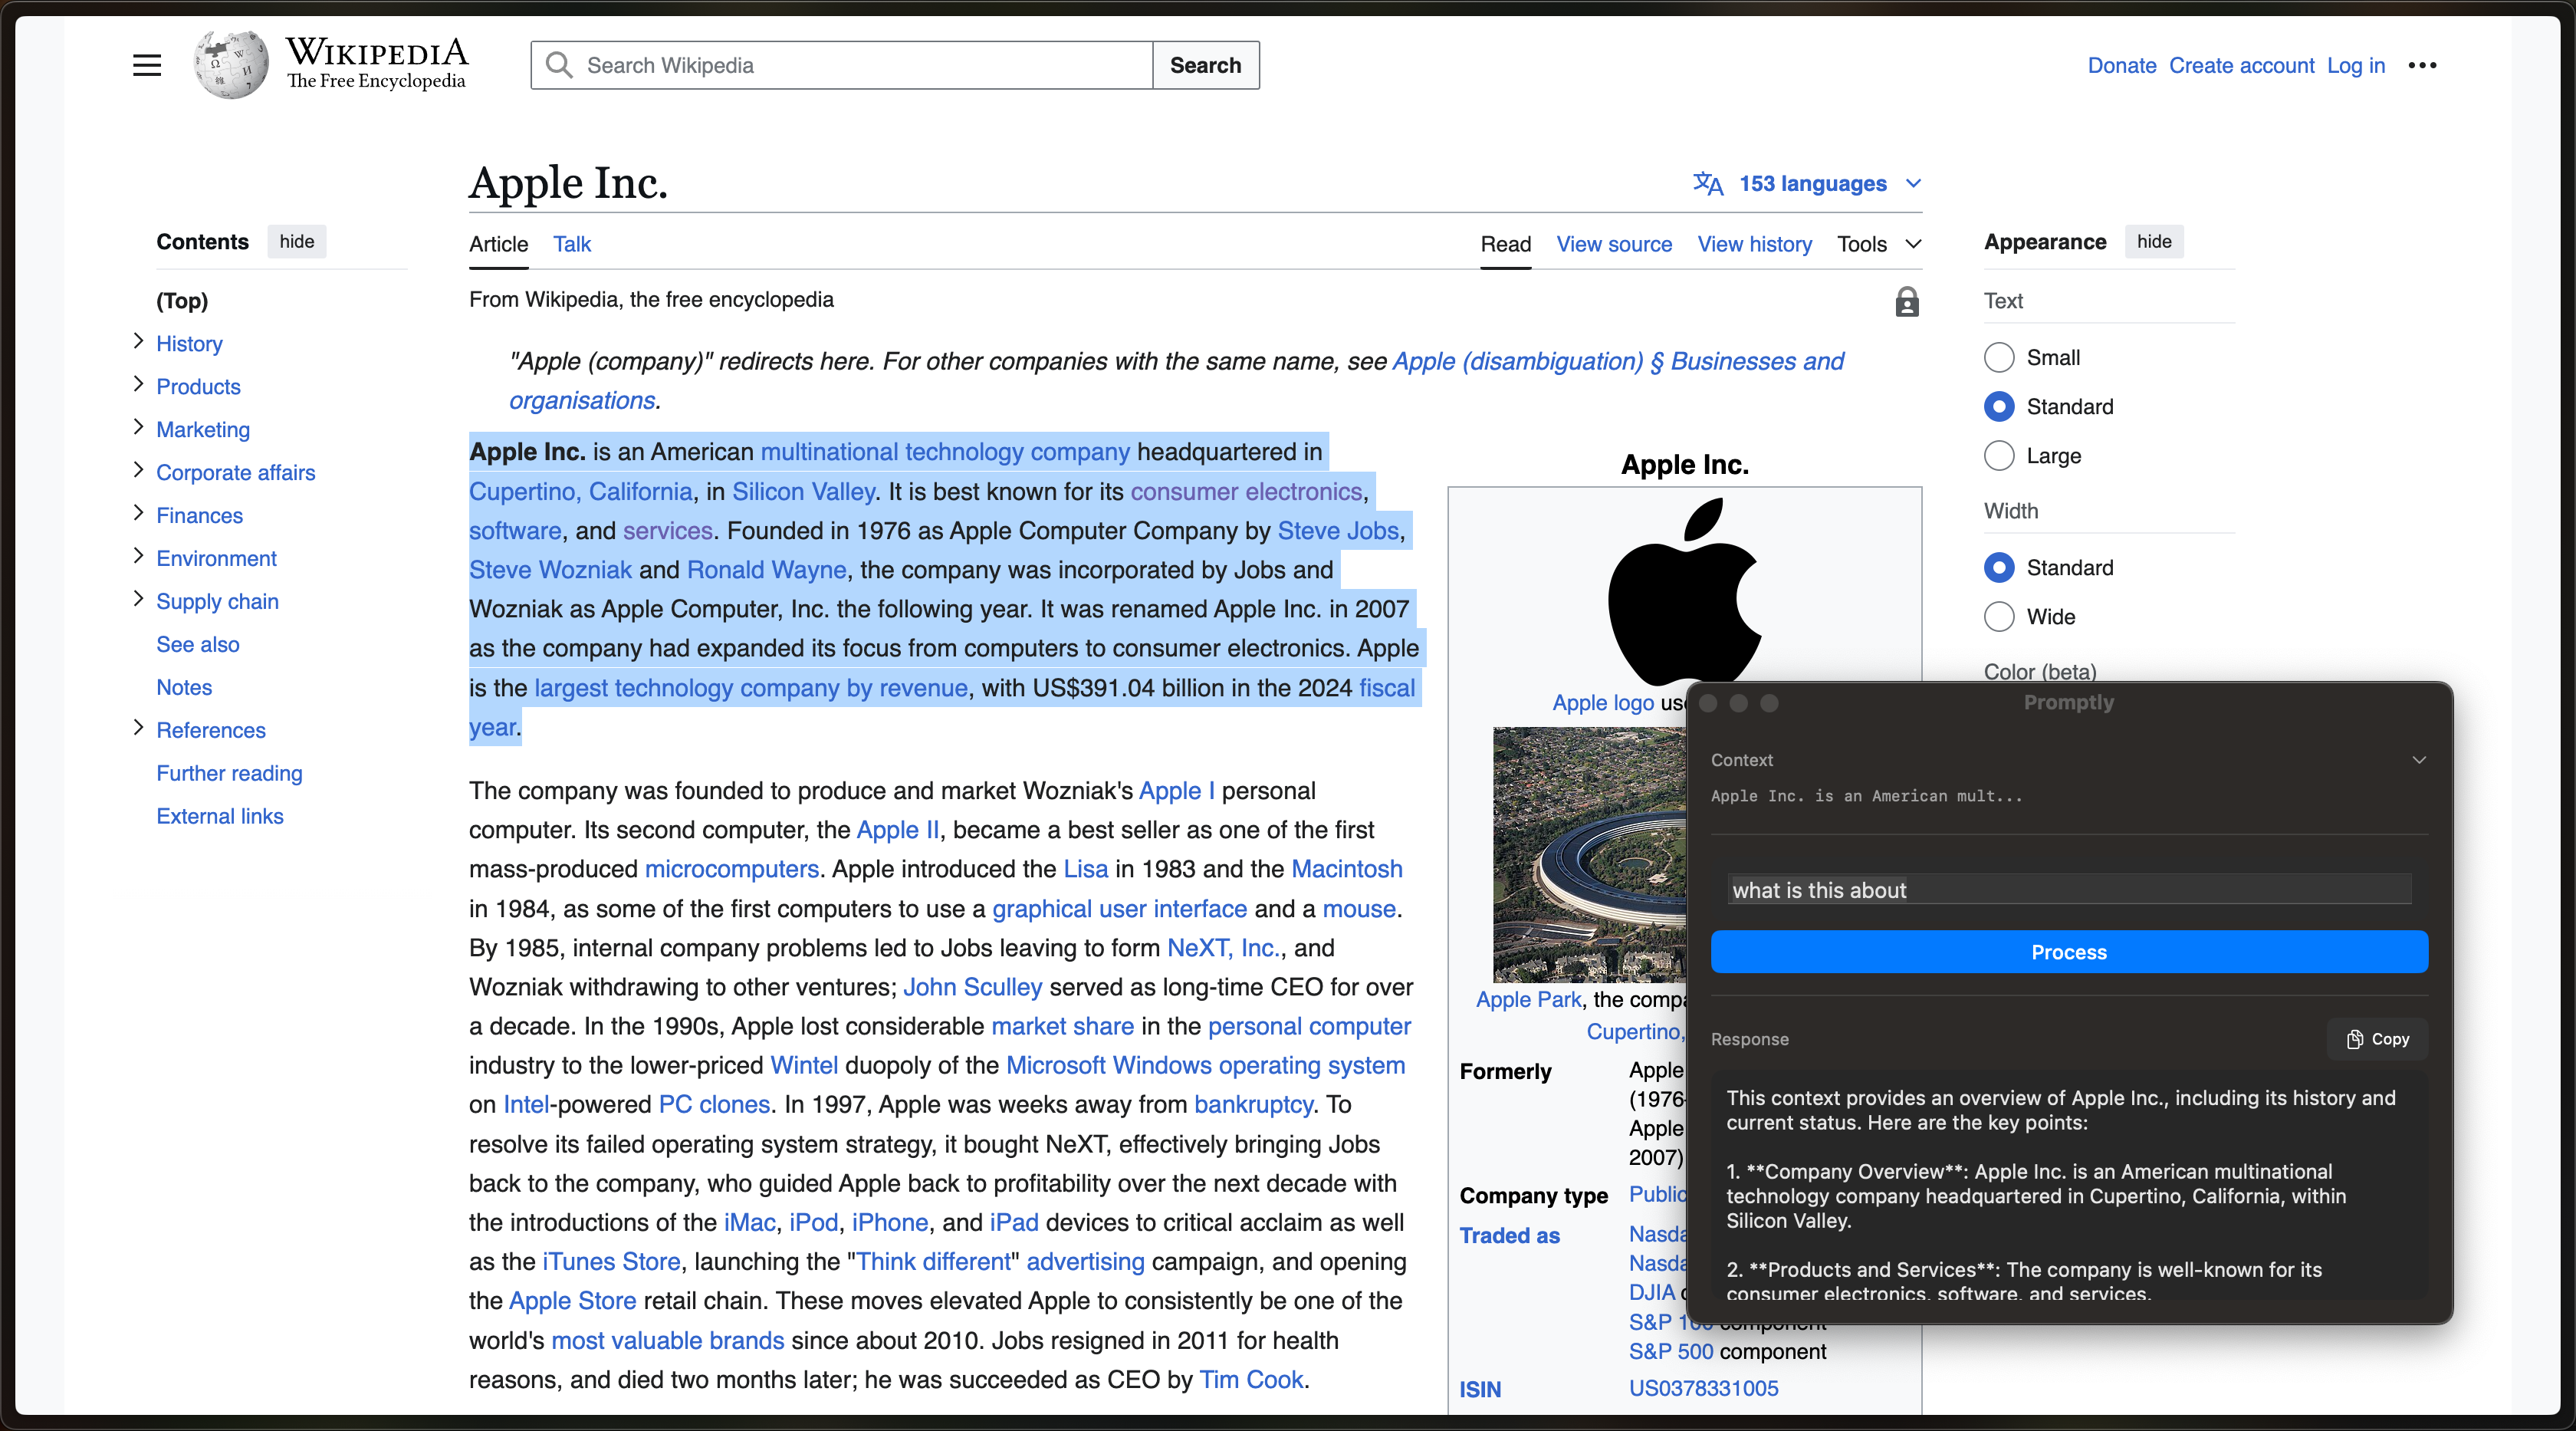 WIKIPEDIA
The Free Encyclopedia
Search Wikipedia
Search
Donate Create account Log in
Apple Inc.
153 languages
Contents hide
(Top)
History
Products
Marketing
Corporate affairs
Finances
Environment
Supply chain
See also
Notes
References
Further reading
External links
Article Talk
Read View source View history Tools
From Wikipedia, the free encyclopedia
"Apple (company)" redirects here. For other companies with the same name, see Apple (disambiguation) § Businesses and
organisations.
Apple Inc. is an American multinational technology company headquartered in
Cupertino, California, in Silicon Valley. It is best known for its consumer electronics,
software, and services. Founded in 1976 as Apple Computer Company by Steve Jobs,
Steve Wozniak and Ronald Wayne, the company was incorporated by Jobs and
Wozniak as Apple Computer, Inc. the following year. It was renamed Apple Inc. in 2007
as the company had expanded its focus from computers to consumer electronics. Apple
is the largest technology company by revenue, with US$391.04 billion in the 2024 fiscal
year.
The company was founded to produce and market Wozniak's Apple I personal
computer. Its second computer, the Apple II, became a best seller as one of the first
mass-produced microcomputers. Apple introduced the Lisa in 1983 and the Macintosh
in 1984, as some of the first computers to use a graphical user interface and a mouse.
By 1985, internal company problems led to Jobs leaving to form NeXT, Inc., and
Wozniak withdrawing to other ventures; John Sculley served as long-time CEO for over
a decade. In the 1990s, Apple lost considerable market share in the personal computer
industry to the lower-priced Wintel duopoly of the Microsoft Windows operating system
on Intel-powered PC clones. In 1997, Apple was weeks away from bankruptcy. To
resolve its failed operating system strategy, it bought NeXT, effectively bringing Jobs
back to the company, who guided Apple back to profitability over the next decade with
the introductions of the iMac, iPod, iPhone, and iPad devices to critical acclaim as well
as the iTunes Store, launching the "Think different" advertising campaign, and opening
the Apple Store retail chain. These moves elevated Apple to consistently be one of the
world's most valuable brands since about 2010. Jobs resigned in 2011 for health
reasons, and died two months later; he was succeeded as CEO by Tim Cook.
Apple Inc.
Apple logo
Apple Park, the
Cupertino,
Formerly Apple
(1976
Apple
2007)
Company type Public
Traded as
DJIA
S&P component
S&P 500 component
ISIN US0378331005
Appearance hide
Text
Small
Standard
Large
Width
Standard
Wide
Color (beta)
Promptly
Context
Apple Inc. is an American mult...
what is this about
Process
Response
Copy
This context provides an overview of Apple Inc., including its history and
current status. Here are the key points:
1. **Company Overview**: Apple Inc. is an American multinational
technology company headquartered in Cupertino, California, within
Silicon Valley.
2. **Products and Services**: The company is well-known for its
consumer electronics, software, and services.